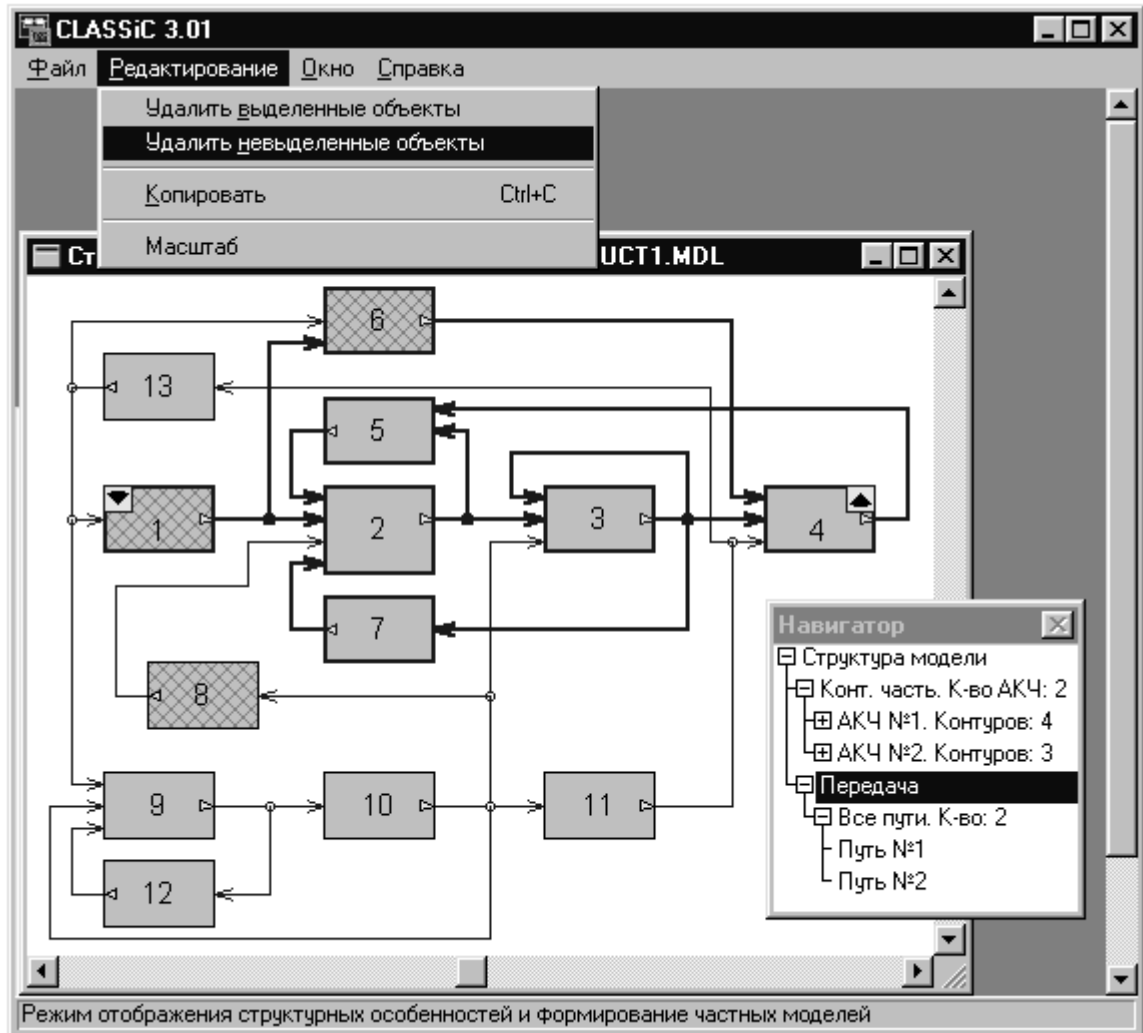 CLASSiC 3.01
Файл Редактирование Окно Справка
Удалить выделенные объекты
Удалить невыделенные объекты
Копировать Ctrl+C
Масштаб
Ст
UCT1.MDL
6
13
5
1
2
3
4
7
8
9
10
11
12
Навигатор
Структура модели
Конт. часть. К-во АКЧ: 2
АКЧ №1. Контуров: 4
АКЧ №2. Контуров: 3
Передача
Все пути. К-во: 2
Путь №1
Путь №2
Режим отображения структурных особенностей и формирование частных моделей